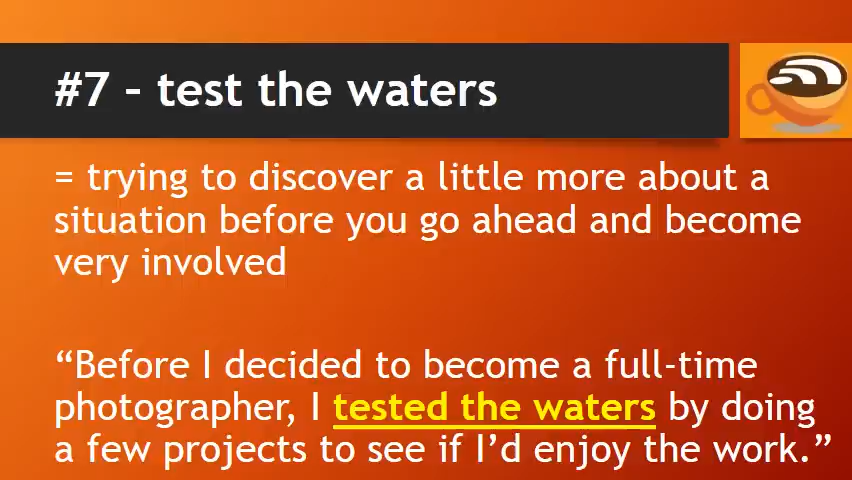 #7 – test the waters
= trying to discover a little more about a
situation before you go ahead and become
very involved
“Before I decided to become a full-time
photographer, I tested the waters by doing
a few projects to see if I’d enjoy the work.”